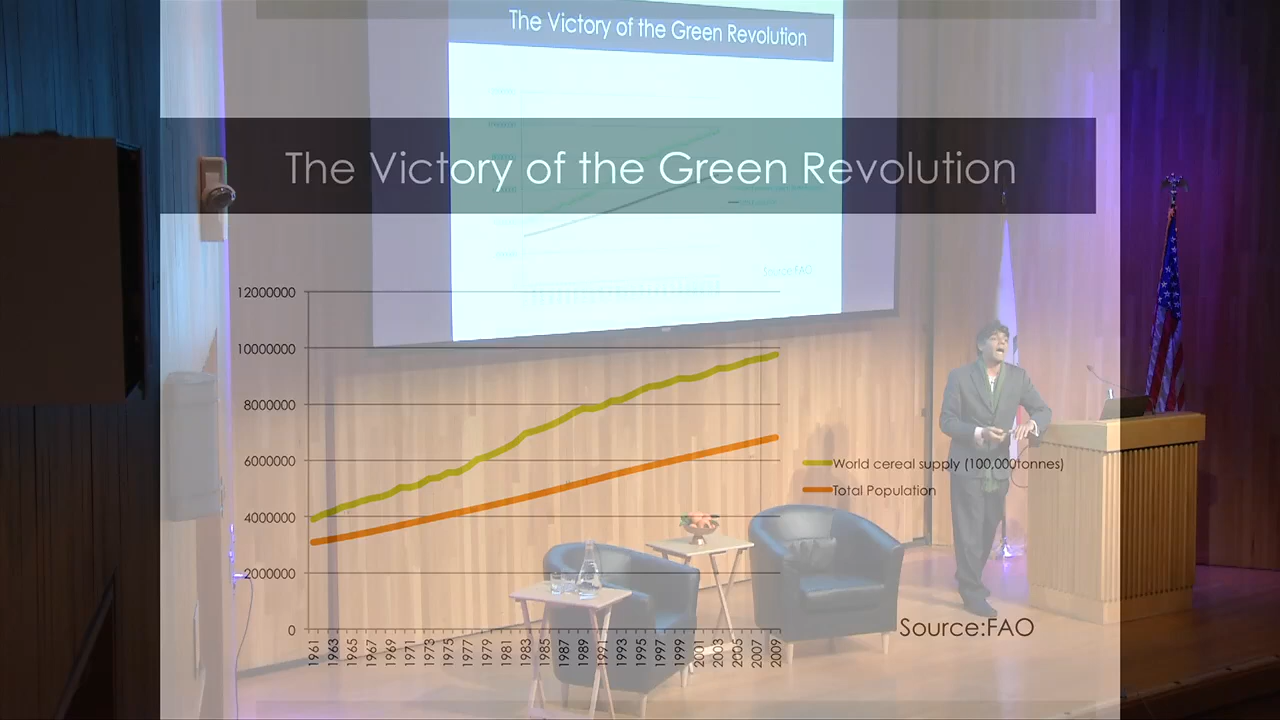 The Victory of the Green Revolution
The Victory of the Green Revolution
12000000
10000000
8000000
6000000
4000000
2000000
0
1961 1963 1965 1967 1969 1971 1973 1975 1977 1979 1981 1983 1985 1987 1989 1991 1993 1995 1997 1999 2001 2003 2005 2007 2009
World cereal supply (100,000tonnes)
Total Population
Source:FAO
Source:FAO